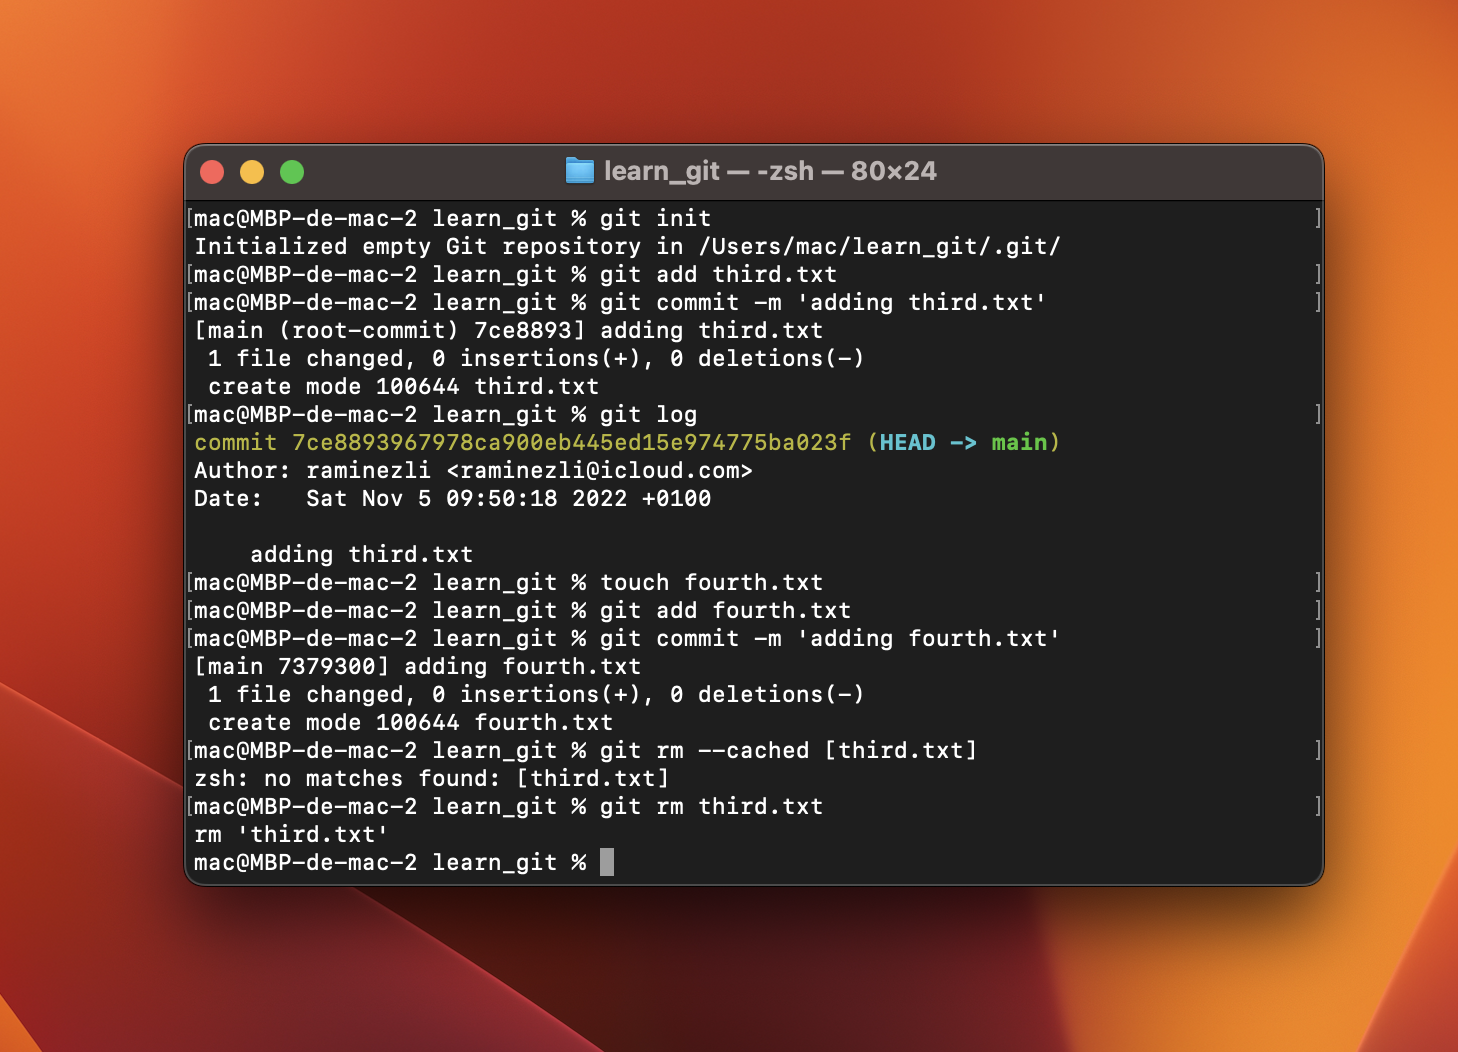 learn_git — -zsh — 80×24
[mac@MBP-de-mac-2 learn_git % git init ]
Initialized empty Git repository in /Users/mac/learn_git/.git/
[mac@MBP-de-mac-2 learn_git % git add third.txt ]
[mac@MBP-de-mac-2 learn_git % git commit -m 'adding third.txt' ]
[main (root-commit) 7ce8893] adding third.txt
 1 file changed, 0 insertions(+), 0 deletions(-)
 create mode 100644 third.txt
[mac@MBP-de-mac-2 learn_git % git log ]
commit 7ce8893967978ca900eb445ed15e974775ba023f (HEAD -> main)
Author: raminezli <raminezli@icloud.com>
Date:   Sat Nov 5 09:50:18 2022 +0100
    adding third.txt
[mac@MBP-de-mac-2 learn_git % touch fourth.txt ]
[mac@MBP-de-mac-2 learn_git % git add fourth.txt ]
[mac@MBP-de-mac-2 learn_git % git commit -m 'adding fourth.txt' ]
[main 7379300] adding fourth.txt
 1 file changed, 0 insertions(+), 0 deletions(-)
 create mode 100644 fourth.txt
[mac@MBP-de-mac-2 learn_git % git rm --cached [third.txt] ]
zsh: no matches found: [third.txt]
[mac@MBP-de-mac-2 learn_git % git rm third.txt ]
rm 'third.txt'
mac@MBP-de-mac-2 learn_git %